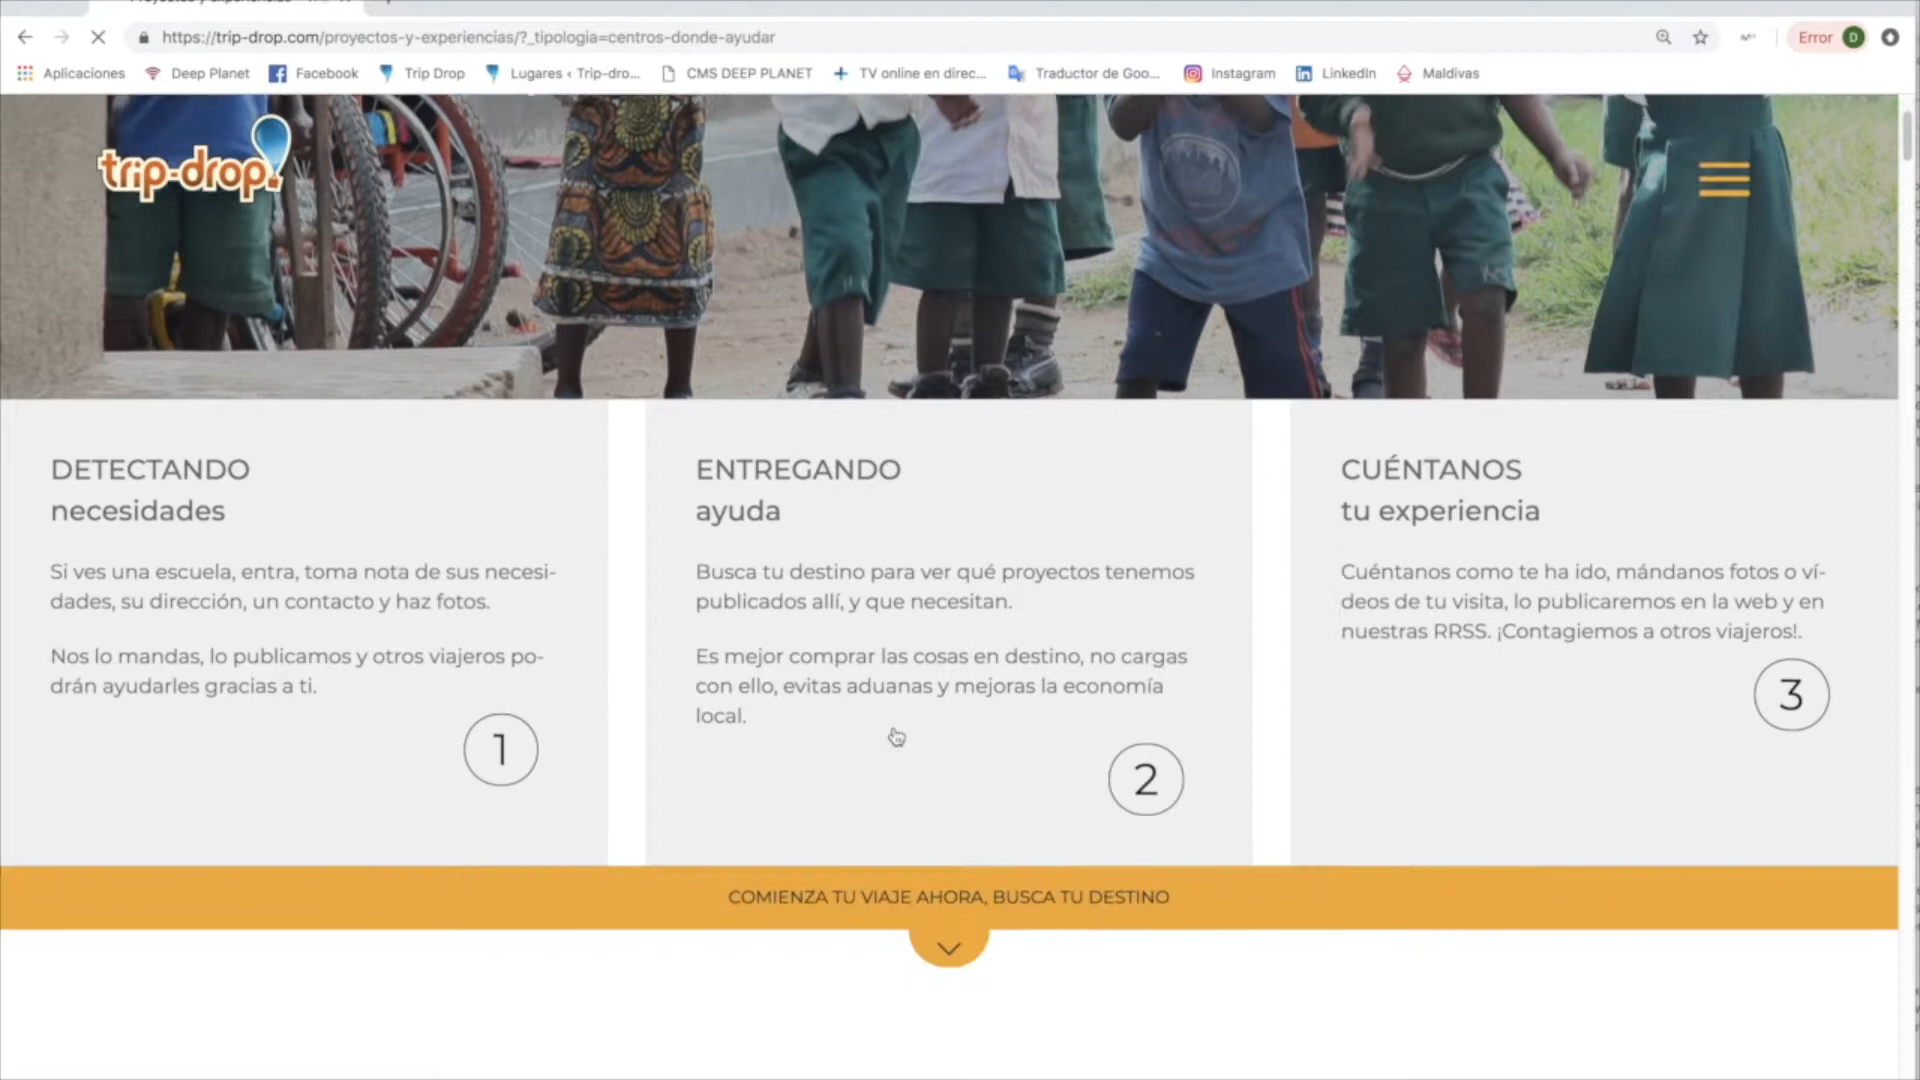 https://trip-drop.com/proyectos-y-experiencias/?_tipologia=centros-donde-ayudar
Error D
Aplicaciones Deep Planet Facebook Trip Drop Lugares ‹ Trip-dro... CMS DEEP PLANET TV online en direc... Traductor de Goo... Instagram LinkedIn Maldivas
trip-drop
DETECTANDO
necesidades
Si ves una escuela, entra, toma nota de sus necesi-
dades, su dirección, un contacto y haz fotos.
Nos lo mandas, lo publicamos y otros viajeros po-
drán ayudarles gracias a ti.
1
ENTREGANDO
ayuda
Busca tu destino para ver qué proyectos tenemos
publicados allí, y que necesitan.
Es mejor comprar las cosas en destino, no cargas
con ello, evitas aduanas y mejoras la economía
local.
2
CUÉNTANOS
tu experiencia
Cuéntanos como te ha ido, mándanos fotos o ví-
deos de tu visita, lo publicaremos en la web y en
nuestras RRSS. ¡Contagiemos a otros viajeros!.
3
COMIENZA TU VIAJE AHORA, BUSCA TU DESTINO